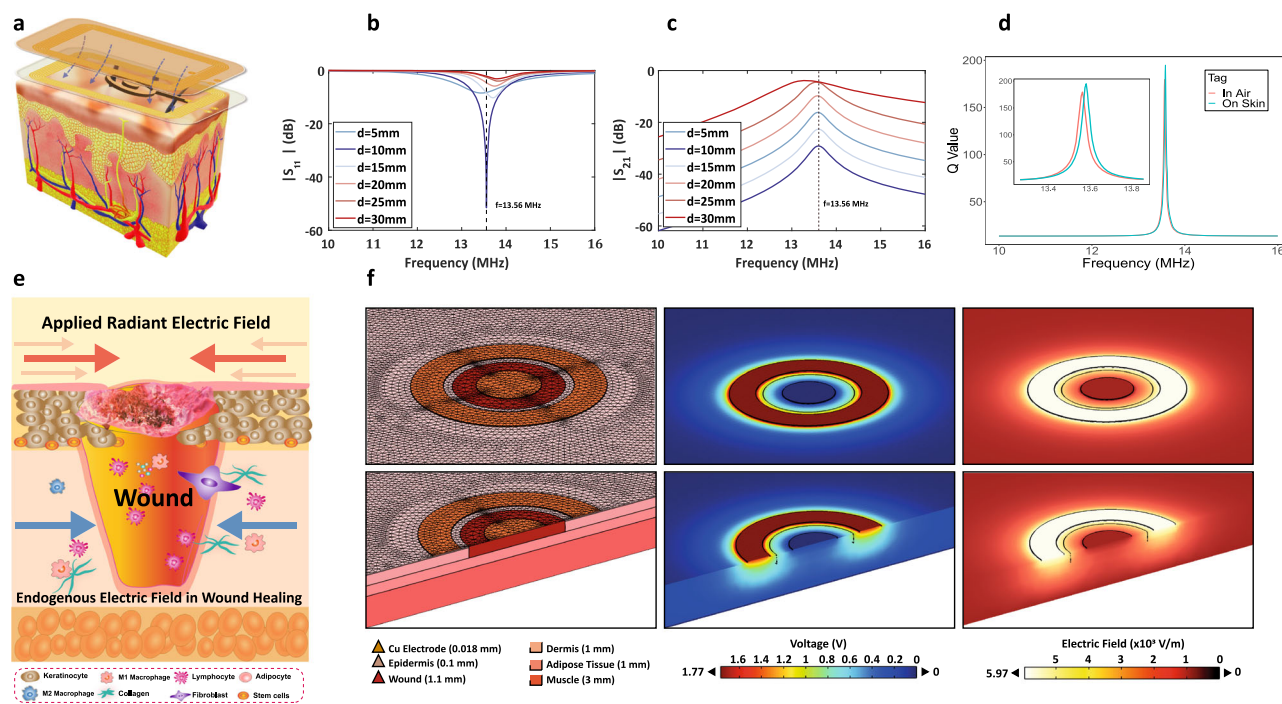 a
b
c
d
0
-20
-40
-60
|S11| (dB)
d=5mm
d=10mm
d=15mm
d=20mm
d=25mm
d=30mm
f=13.56 MHz
10 11 12 13 14 15 16
Frequency (MHz)
0
-20
-40
-60
|S21| (dB)
d=5mm
d=10mm
d=15mm
d=20mm
d=25mm
d=30mm
f=13.56 MHz
10 11 12 13 14 15 16
Frequency (MHz)
200
150
100
50
Q Value
200
150
100
50
13.4 13.6 13.8
Tag
In Air
On Skin
10 12 14 16
Frequency (MHz)
e
Applied Radiant Electric Field
Wound
Endogenous Electric Field in Wound Healing
Keratinocyte M1 Macrophage Lymphocyte Adipocyte
M2 Macrophage Collagen Fibroblast Stem cells
f
Cu Electrode (0.018 mm)
Epidermis (0.1 mm)
Wound (1.1 mm)
Dermis (1 mm)
Adipose Tissue (1 mm)
Muscle (3 mm)
Voltage (V)
1.6 1.4 1.2 1 0.8 0.6 0.4 0.2 0
1.77 0
Electric Field (x10³ V/m)
5 4 3 2 1 0
5.97 0